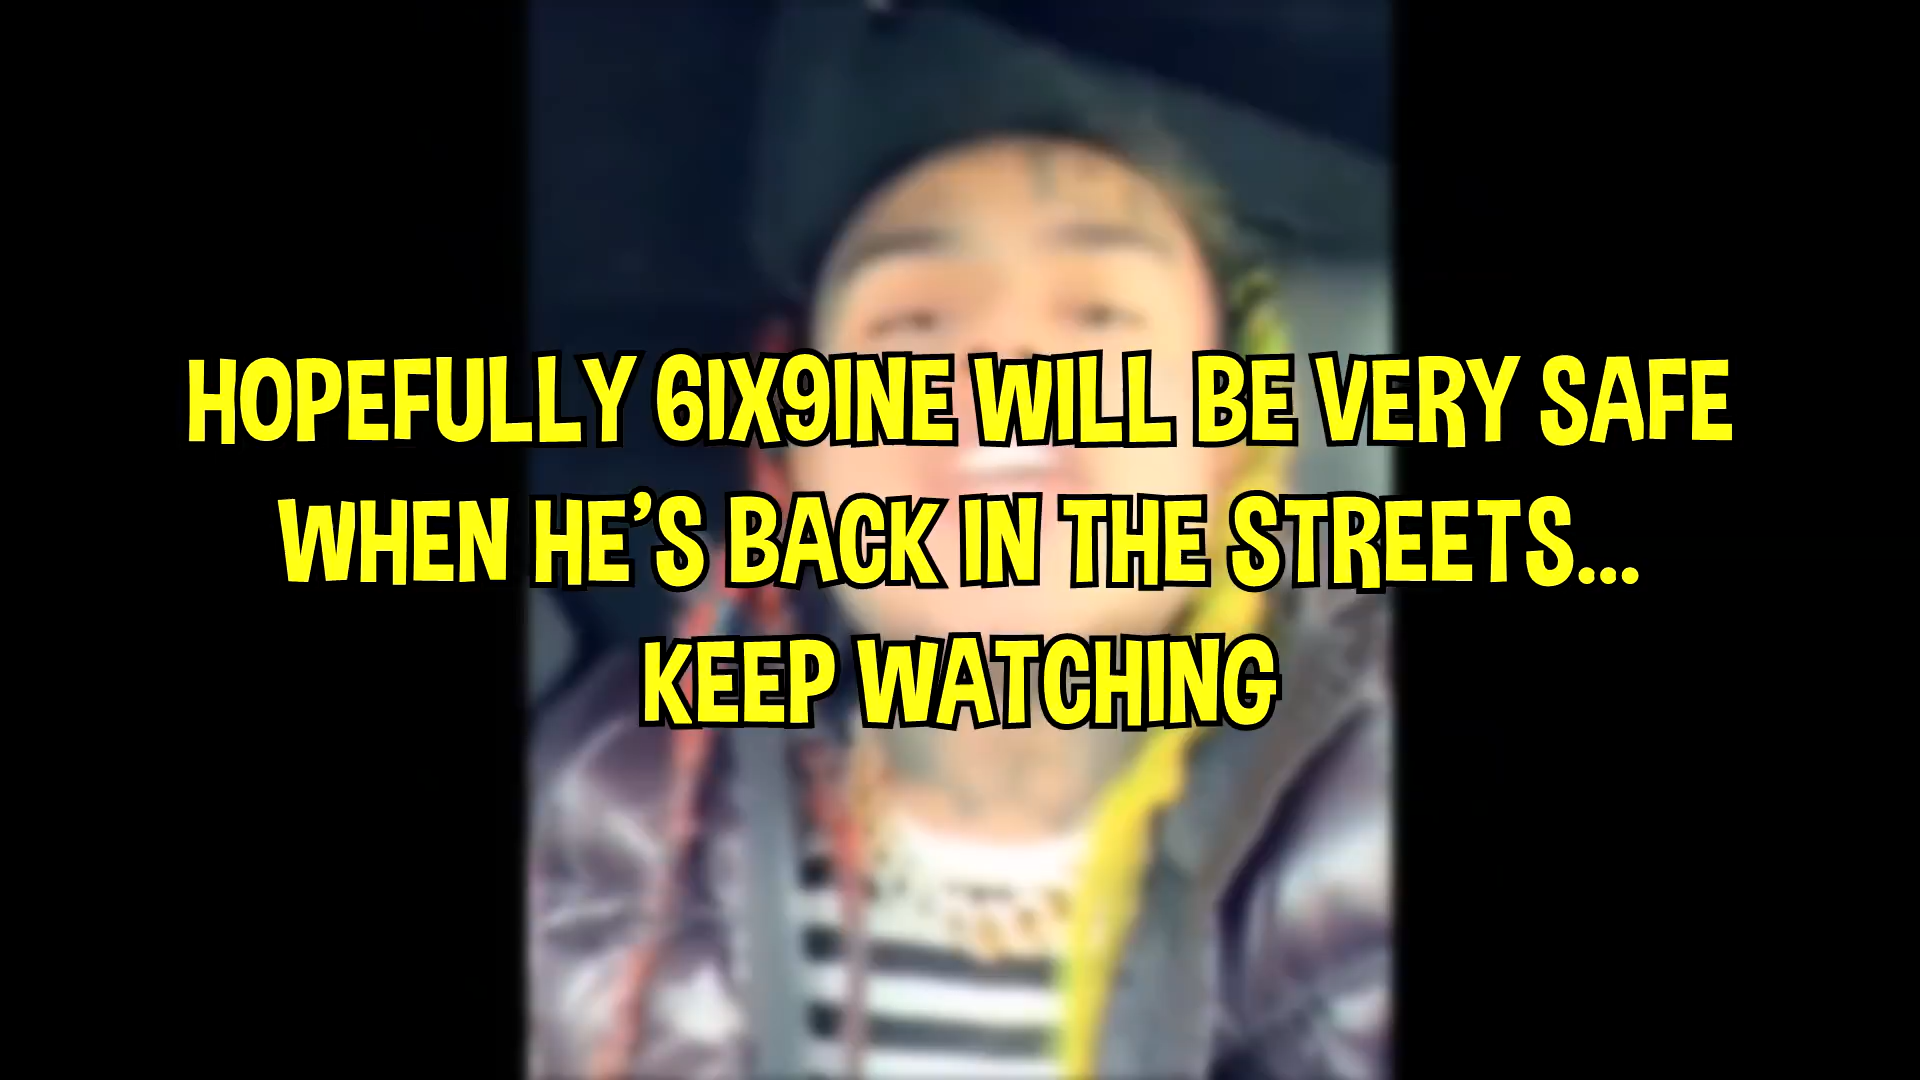 HOPEFULLY 6IX9INE WILL BE VERY SAFE
WHEN HE'S BACK IN THE STREETS...
KEEP WATCHING